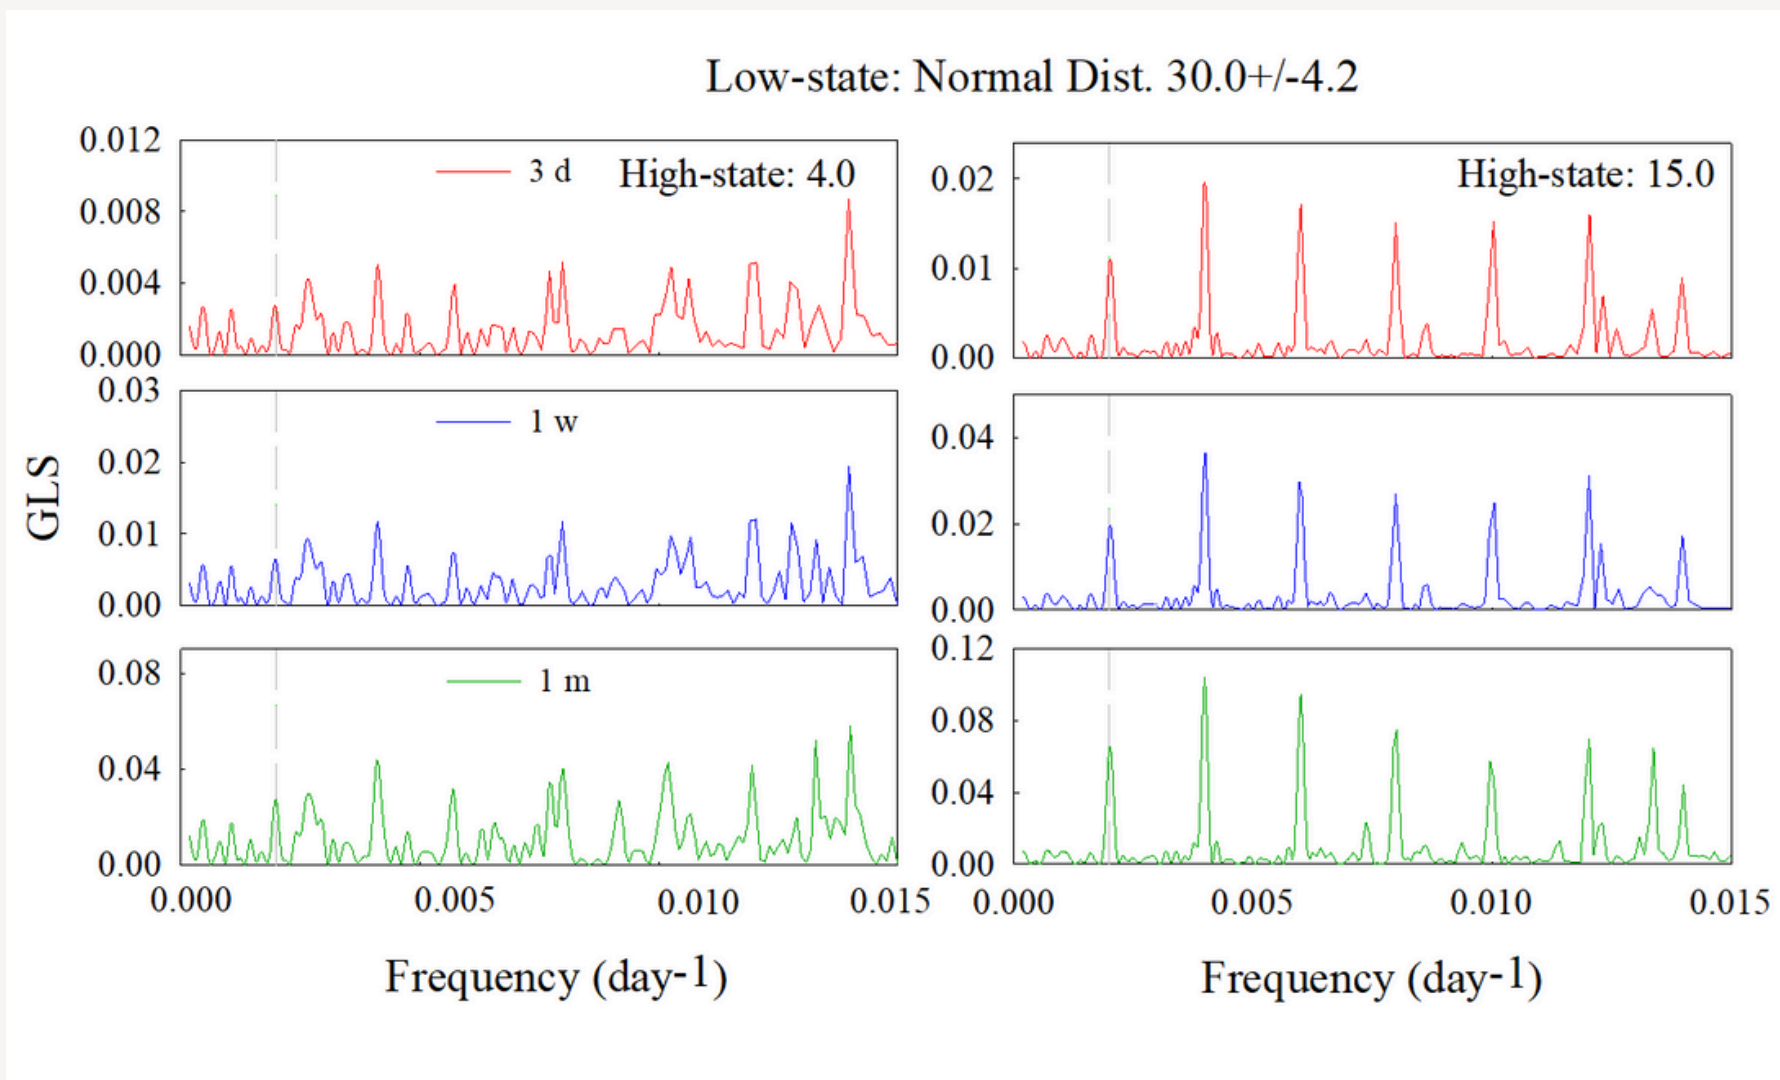 Low-state: Normal Dist. 30.0+/-4.2
0.012
0.008
0.004
0.000
3 d
High-state: 4.0
0.02
0.01
0.00
High-state: 15.0
GLS
0.03
0.02
0.01
0.00
1 w
0.04
0.02
0.00
0.08
0.04
0.00
1 m
0.12
0.08
0.04
0.00
0.000 0.005 0.010 0.015
0.000 0.005 0.010 0.015
Frequency (day-1)
Frequency (day-1)